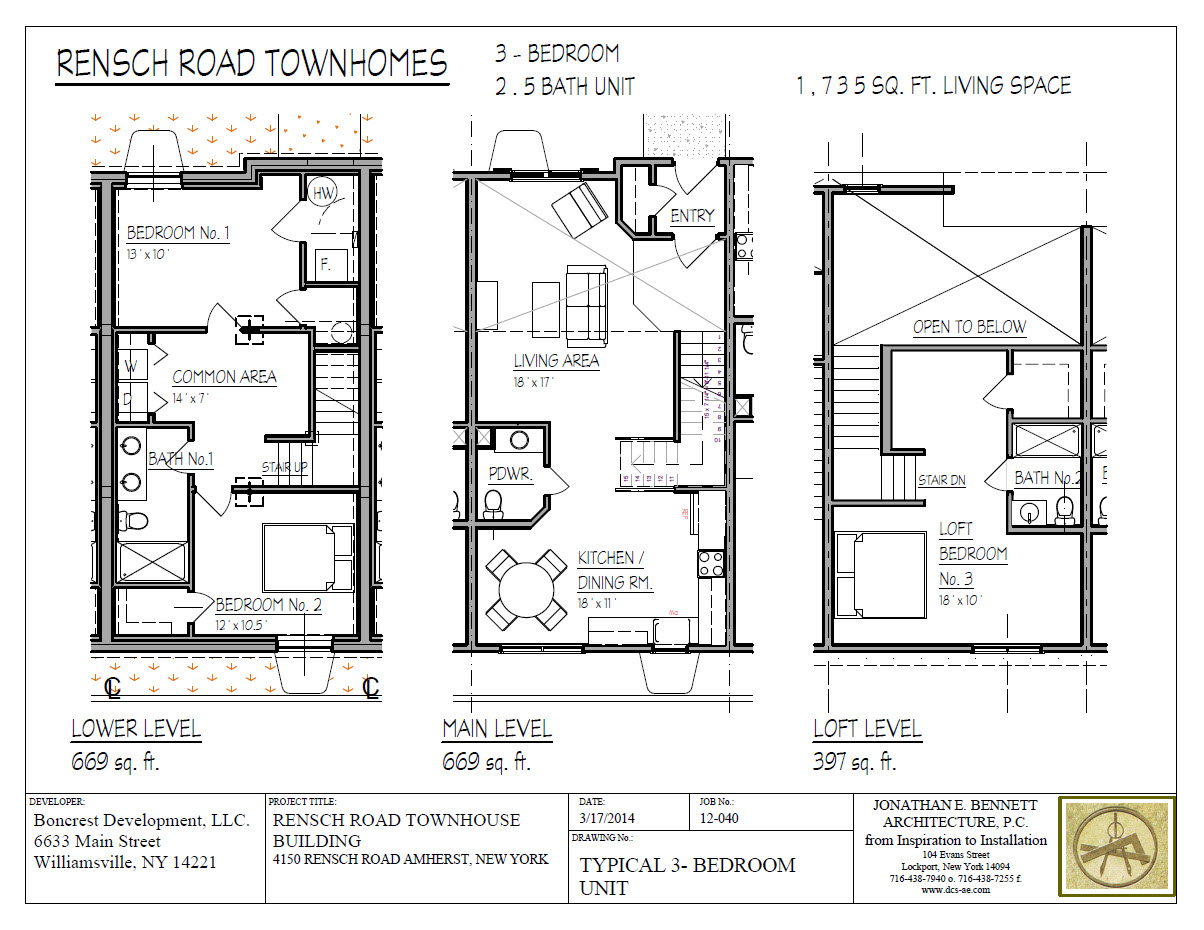 RENSCH ROAD TOWNHOMES
3 - BEDROOM
2 . 5 BATH UNIT
1 , 7 3 5 SQ. FT. LIVING SPACE
HW
BEDROOM No. 1
13 ' x 10 '
F.
W
D
COMMON AREA
14 ' x 7 '
BATH No.1
STAIR UP
BEDROOM No. 2
12 ' x 10.5 '
LOWER LEVEL
669 sq. ft.
ENTRY
LIVING AREA
18 ' x 17 '
PDWR.
15 14 13 12 11
10
KITCHEN /
DINING RM.
18 ' x 11 '
MAIN LEVEL
669 sq. ft.
OPEN TO BELOW
STAIR DN
BATH No.2
LOFT
BEDROOM
No. 3
18 ' x 10 '
LOFT LEVEL
397 sq. ft.
DEVELOPER:
Boncrest Development, LLC.
6633 Main Street
Williamsville, NY 14221
PROJECT TITLE:
RENSCH ROAD TOWNHOUSE
BUILDING
4150 RENSCH ROAD AMHERST, NEW YORK
DATE:
3/17/2014
JOB No.:
12-040
DRAWING No.:
TYPICAL 3- BEDROOM
UNIT
JONATHAN E. BENNETT
ARCHITECTURE, P.C.
from Inspiration to Installation
104 Evans Street
Lockport, New York 14094
716-438-7940 o. 716-438-7255 f.
www.dcs-ae.com